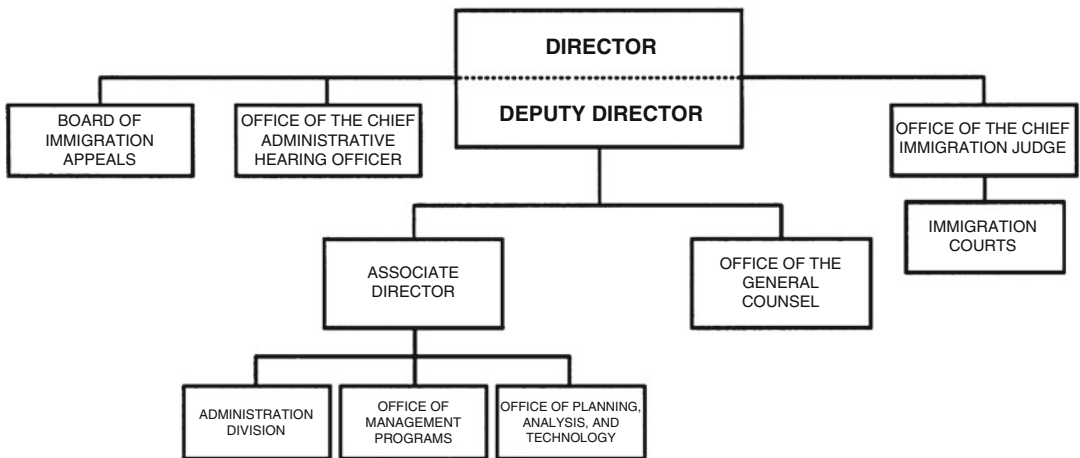 DIRECTOR
DEPUTY DIRECTOR
BOARD OF
IMMIGRATION
APPEALS
OFFICE OF THE CHIEF
ADMINISTRATIVE
HEARING OFFICER
OFFICE OF THE CHIEF
IMMIGRATION JUDGE
IMMIGRATION
COURTS
ASSOCIATE
DIRECTOR
OFFICE OF THE
GENERAL
COUNSEL
ADMINISTRATION
DIVISION
OFFICE OF
MANAGEMENT
PROGRAMS
OFFICE OF PLANNING,
ANALYSIS, AND
TECHNOLOGY